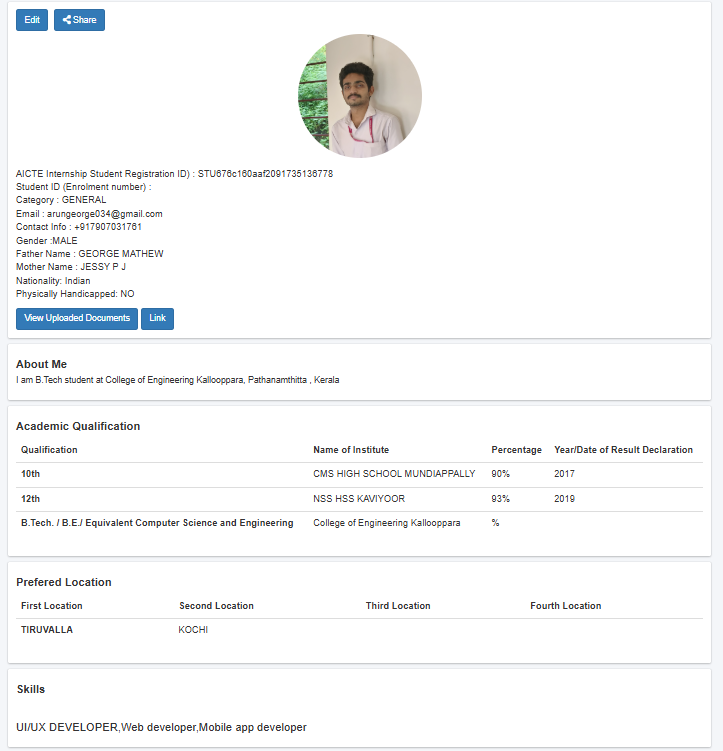 Edit Share
AICTE Internship Student Registration ID) : STU676c160aaf2091735136778
Student ID (Enrolment number) :
Category : GENERAL
Email : arungeorge034@gmail.com
Contact Info : +917907031761
Gender :MALE
Father Name : GEORGE MATHEW
Mother Name : JESSY P J
Nationality: Indian
Physically Handicapped: NO
View Uploaded Documents Link
About Me
I am B.Tech student at College of Engineering Kallooppara, Pathanamthitta , Kerala
Academic Qualification
Qualification Name of Institute Percentage Year/Date of Result Declaration
10th CMS HIGH SCHOOL MUNDIAPPALLY 90% 2017
12th NSS HSS KAVIYOOR 93% 2019
B.Tech. / B.E./ Equivalent Computer Science and Engineering College of Engineering Kallooppara %
Prefered Location
First Location Second Location Third Location Fourth Location
TIRUVALLA KOCHI
Skills
UI/UX DEVELOPER,Web developer,Mobile app developer